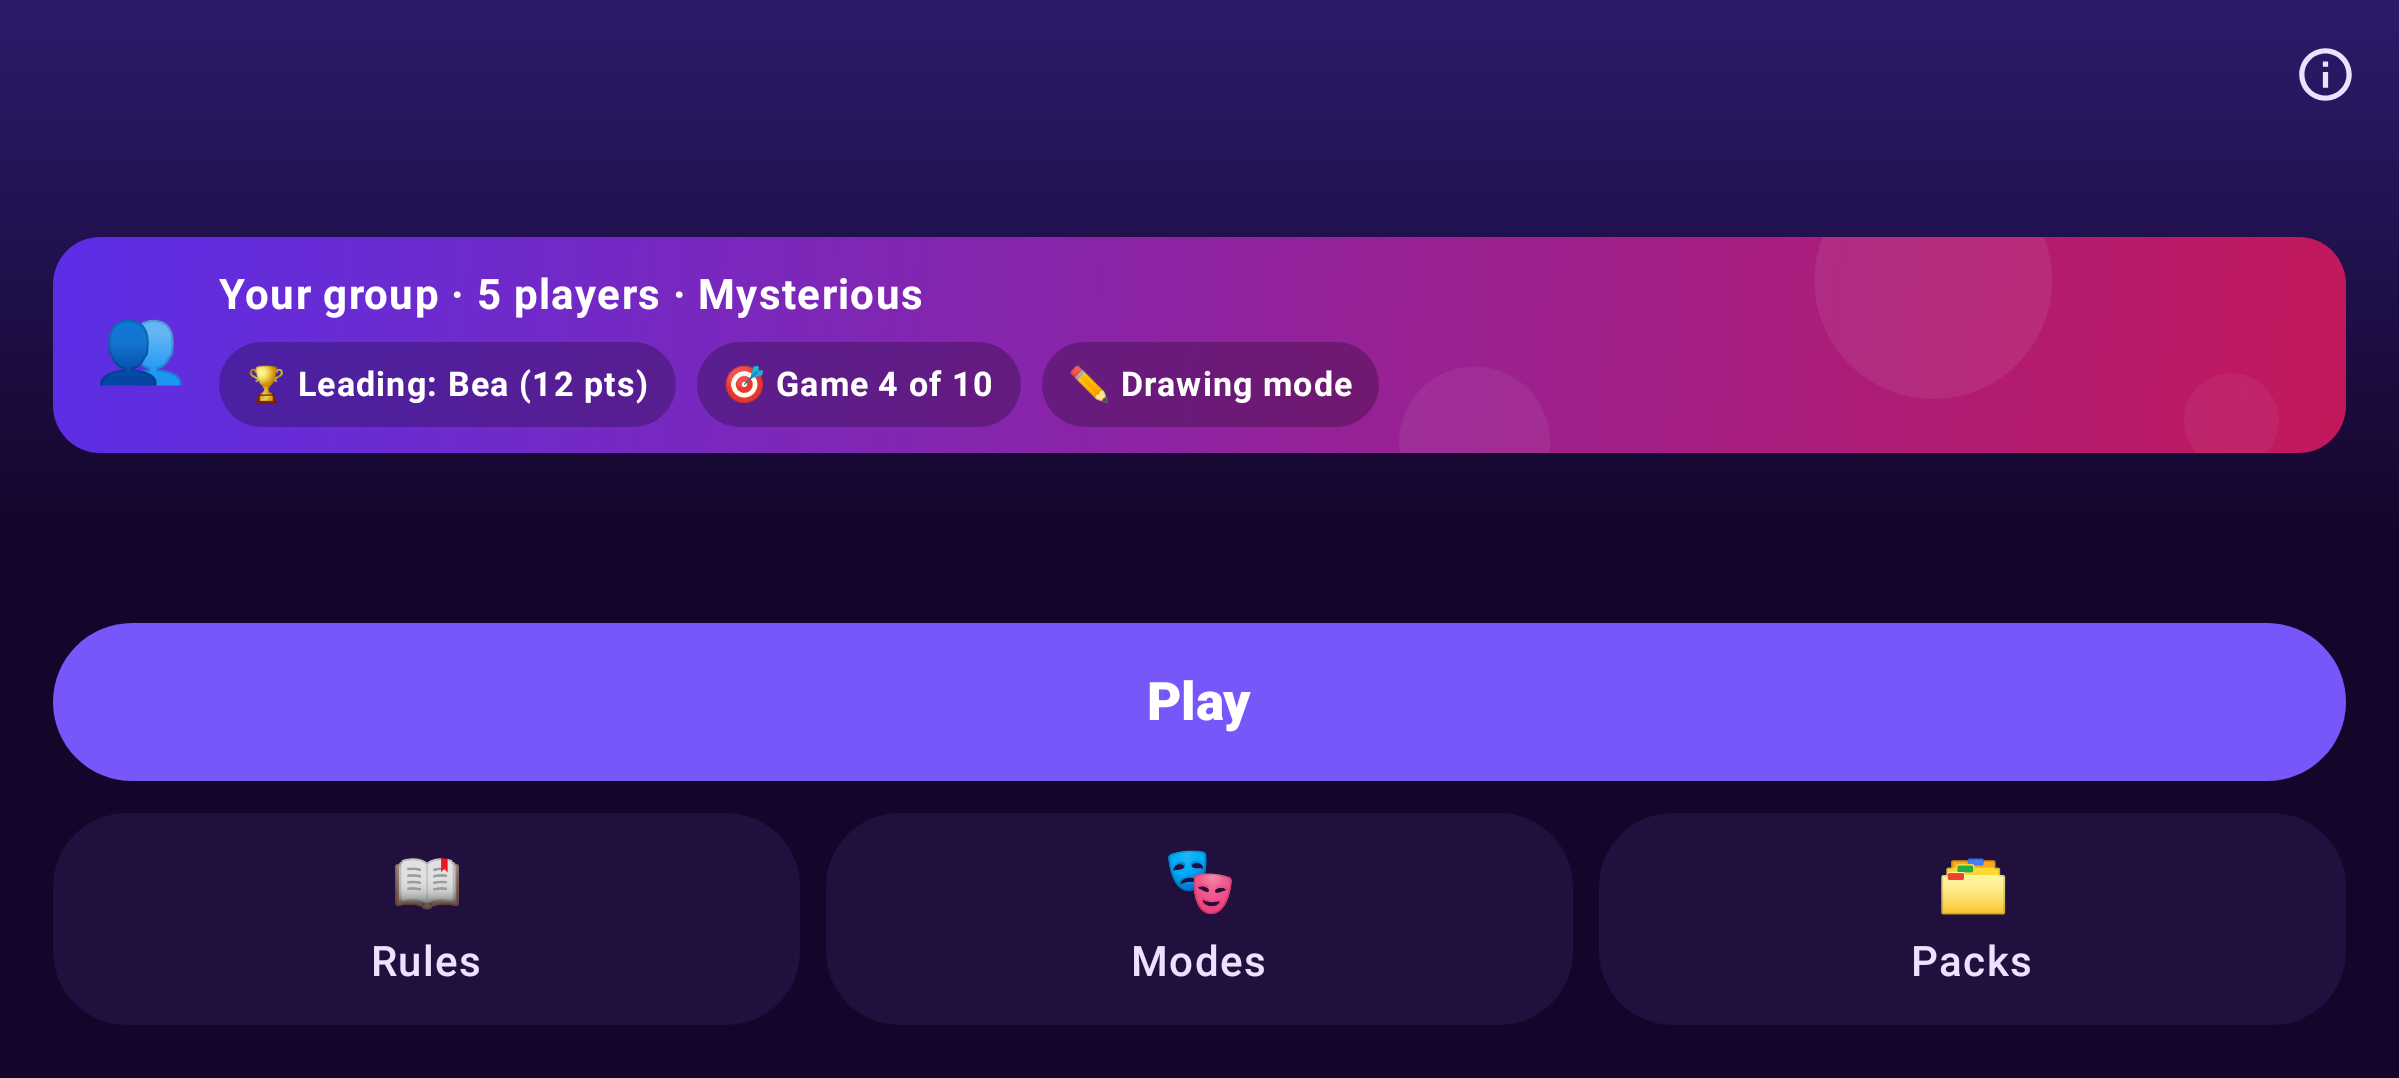 Your group · 5 players · Mysterious
🏆 Leading: Bea (12 pts) 🎯 Game 4 of 10 ✏️ Drawing mode
Play
Rules Modes Packs